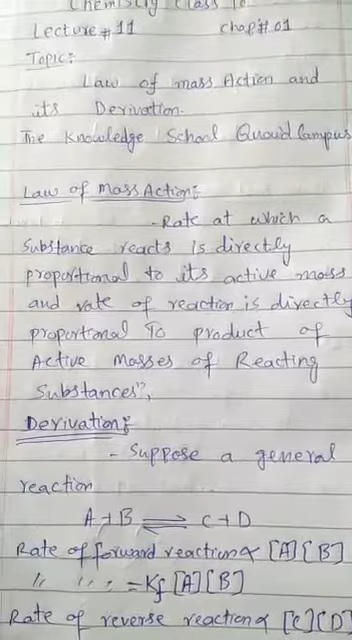 Chemistry Class 10
Lecture # 11 chap# 01
Topic:
Law of mass Action and
its Derivation.
The Knowledge School Quaid Campus
Law of Mass Action:-
-Rate at which a
Substance reacts is directly
proportional to its active mass
and rate of reaction is directly
proportional To product of
Active Masses of Reacting
Substances",
Derivation:
- Suppose a general
reaction
A+B ⇌ C+D
Rate of forward reaction ∝ [A][B]
" " " = Kf [A][B]
Rate of reverse reaction ∝ [C][D]